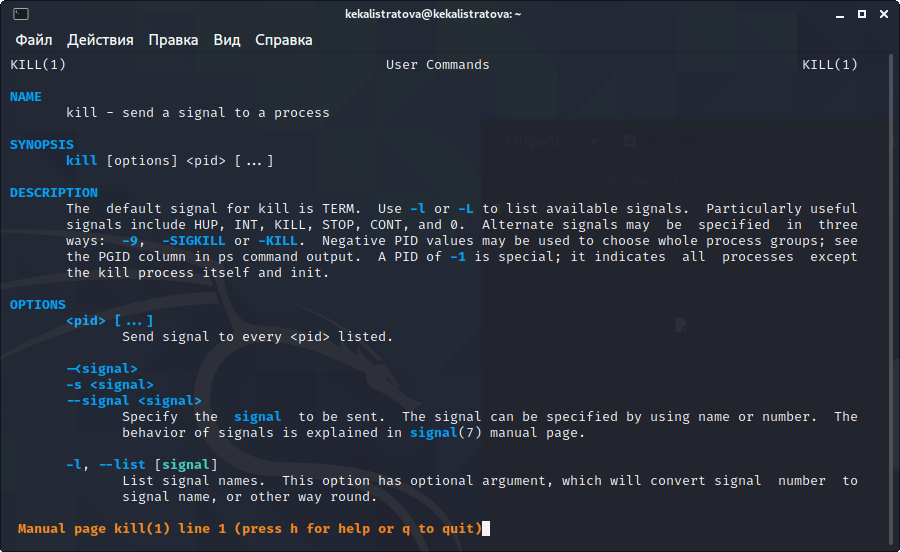 kekalistratova@kekalistratova: ~
Файл Действия Правка Вид Справка
KILL(1) User Commands KILL(1)
NAME
kill - send a signal to a process
SYNOPSIS
kill [options] <pid> [...]
DESCRIPTION
The default signal for kill is TERM. Use -l or -L to list available signals. Particularly useful
signals include HUP, INT, KILL, STOP, CONT, and 0. Alternate signals may be specified in three
ways: -9, -SIGKILL or -KILL. Negative PID values may be used to choose whole process groups; see
the PGID column in ps command output. A PID of -1 is special; it indicates all processes except
the kill process itself and init.
OPTIONS
<pid> [...]
Send signal to every <pid> listed.
-<signal>
-s <signal>
--signal <signal>
Specify the signal to be sent. The signal can be specified by using name or number. The
behavior of signals is explained in signal(7) manual page.
-l, --list [signal]
List signal names. This option has optional argument, which will convert signal number to
signal name, or other way round.
Manual page kill(1) line 1 (press h for help or q to quit)